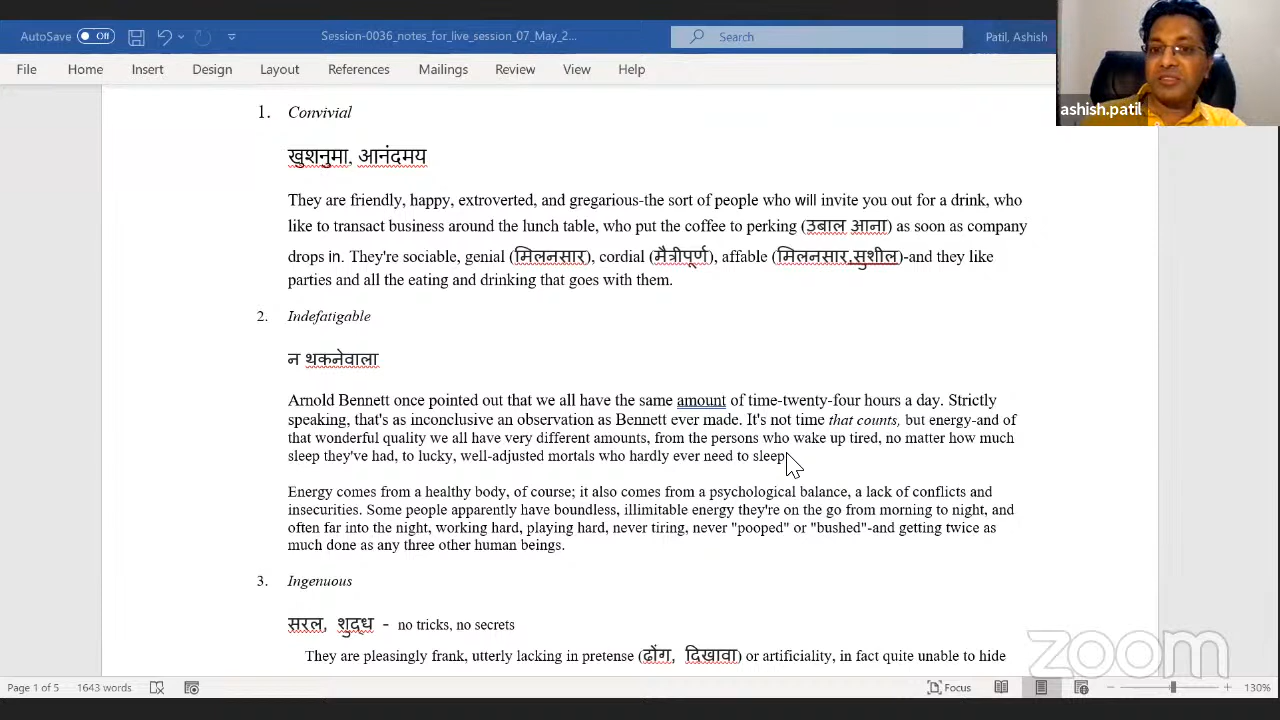 AutoSave Off Session-0036_notes_for_live_session_07_May_2... Search Patil, Ashish
File Home Insert Design Layout References Mailings Review View Help
ashish.patil
1. Convivial
खुशनुमा, आनंदमय
They are friendly, happy, extroverted, and gregarious-the sort of people who will invite you out for a drink, who
like to transact business around the lunch table, who put the coffee to perking (उबाल आना) as soon as company
drops in. They're sociable, genial (मिलनसार), cordial (मैत्रीपूर्ण), affable (मिलनसार,सुशील)-and they like
parties and all the eating and drinking that goes with them.
2. Indefatigable
न थकनेवाला
Arnold Bennett once pointed out that we all have the same amount of time-twenty-four hours a day. Strictly
speaking, that's as inconclusive an observation as Bennett ever made. It's not time that counts, but energy-and of
that wonderful quality we all have very different amounts, from the persons who wake up tired, no matter how much
sleep they've had, to lucky, well-adjusted mortals who hardly ever need to sleep
Energy comes from a healthy body, of course; it also comes from a psychological balance, a lack of conflicts and
insecurities. Some people apparently have boundless, illimitable energy they're on the go from morning to night, and
often far into the night, working hard, playing hard, never tiring, never "pooped" or "bushed"-and getting twice as
much done as any three other human beings.
3. Ingenuous
सरल, शुद्ध - no tricks, no secrets
They are pleasingly frank, utterly lacking in pretense (ढोंग, दिखावा) or artificiality, in fact quite unable to hide
zoom
Page 1 of 5 1643 words Focus 130%